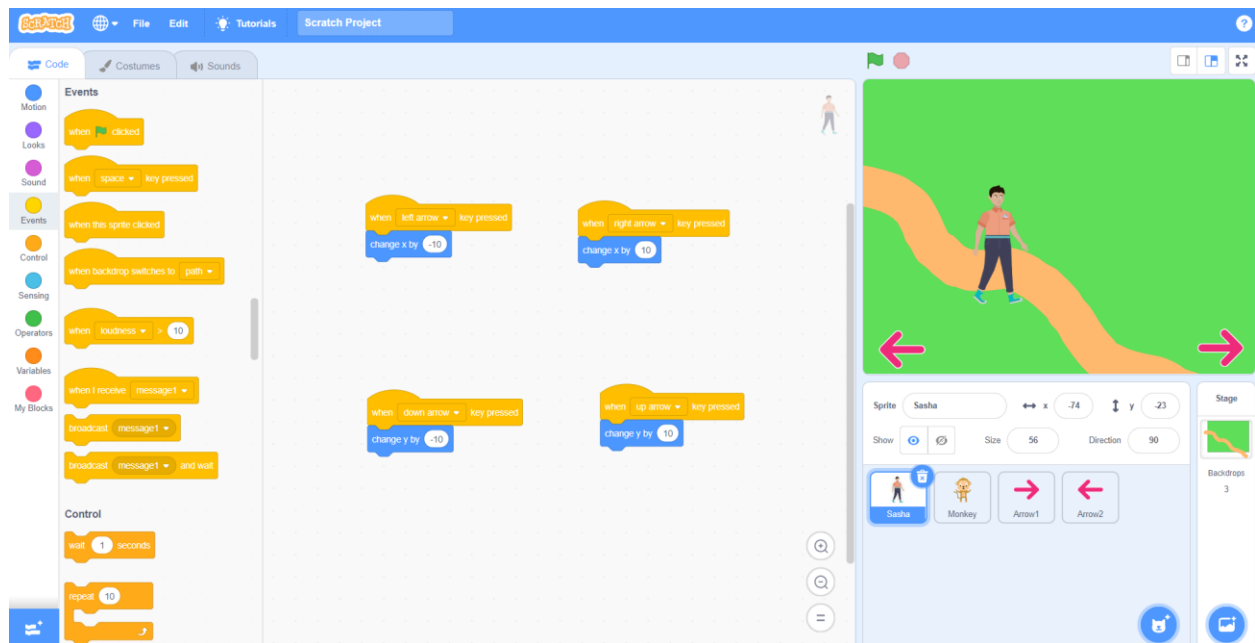 SCRATCH File Edit Tutorials Scratch Project ?
Code Costumes Sounds
Motion
Looks
Sound
Events
Control
Sensing
Operators
Variables
My Blocks
Events
when clicked
when space key pressed
when this sprite clicked
when backdrop switches to path
when loudness > 10
when I receive message1
broadcast message1
broadcast message1 and wait
Control
wait 1 seconds
repeat 10
when left arrow key pressed
change x by -10
when right arrow key pressed
change x by 10
when down arrow key pressed
change y by -10
when up arrow key pressed
change y by 10
Sprite Sasha x -74 y -23
Show Size 56 Direction 90
Sasha Monkey Arrow1 Arrow2
Stage
Backdrops
3